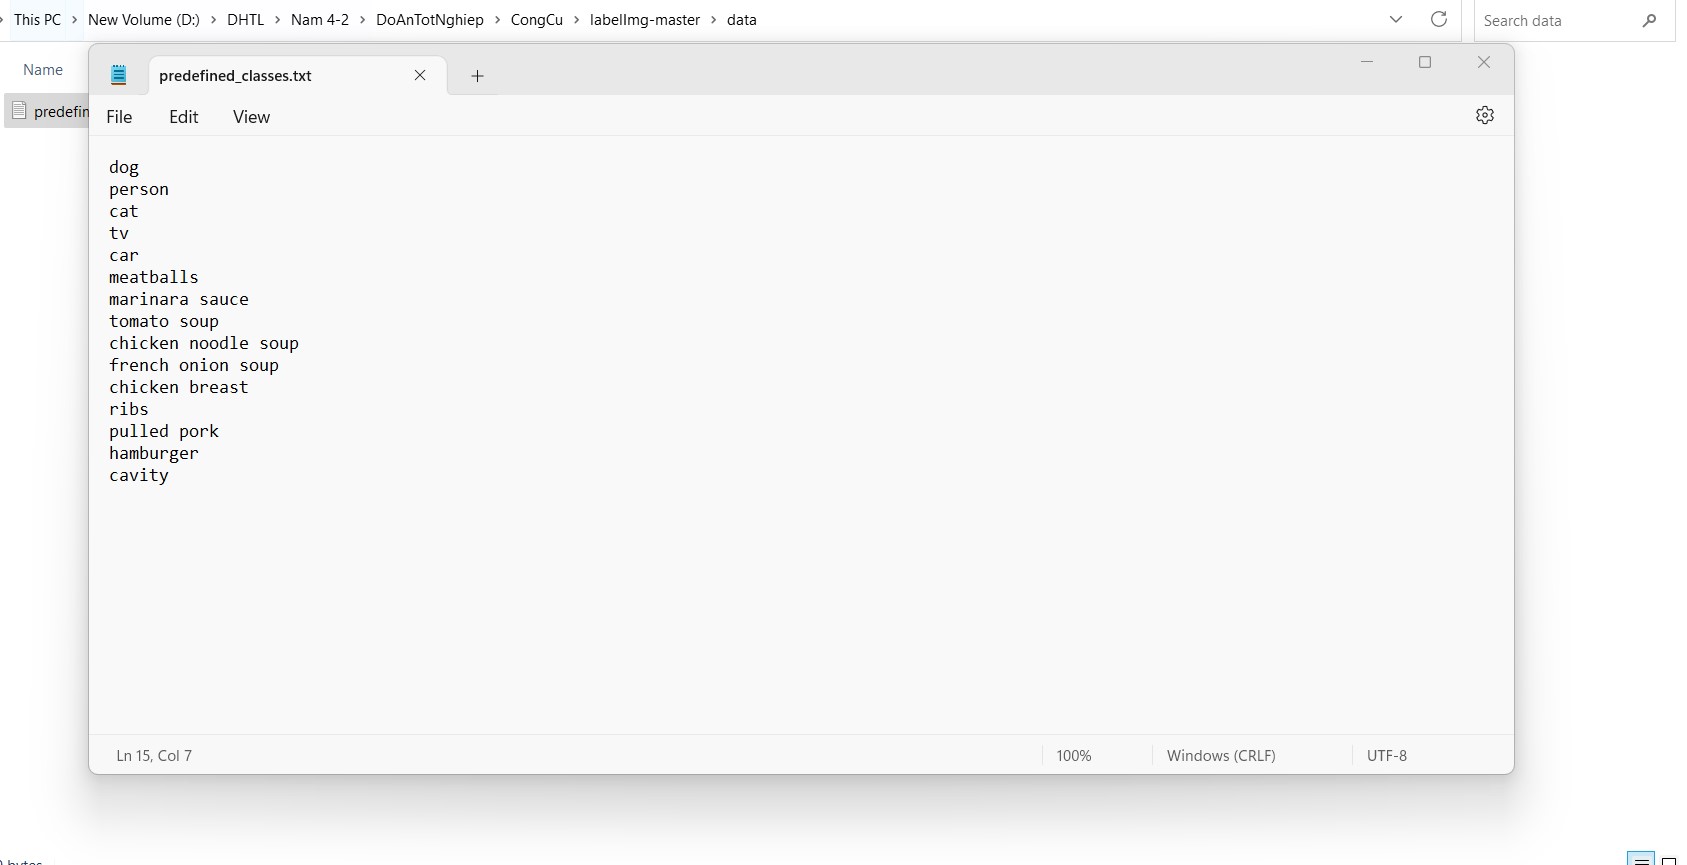 This PC > New Volume (D:) > DHTL > Nam 4-2 > DoAnTotNghiep > CongCu > labelImg-master > data
Search data
Name
predefined_classes.txt
predefin
File Edit View
dog
person
cat
tv
car
meatballs
marinara sauce
tomato soup
chicken noodle soup
french onion soup
chicken breast
ribs
pulled pork
hamburger
cavity
Ln 15, Col 7
100%
Windows (CRLF)
UTF-8
bytes